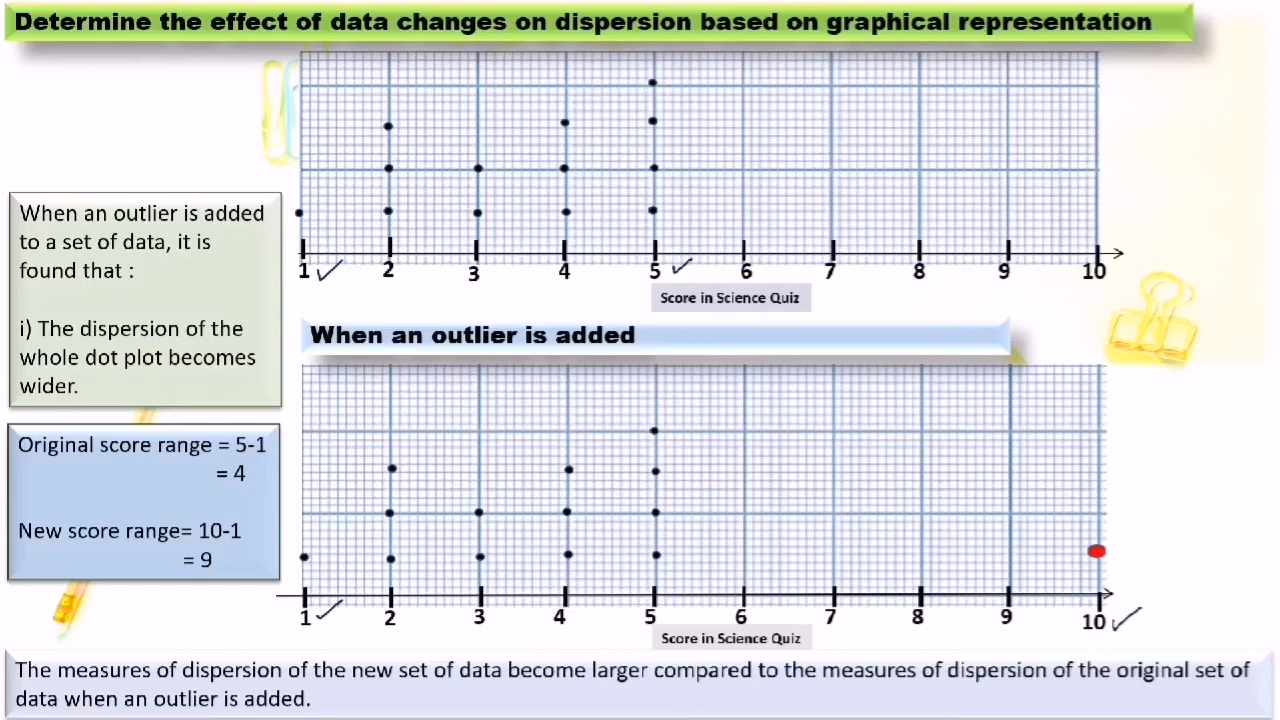 Determine the effect of data changes on dispersion based on graphical representation
1 2 3 4 5 6 7 8 9 10
Score in Science Quiz
When an outlier is added
to a set of data, it is
found that :
i) The dispersion of the
whole dot plot becomes
wider.
When an outlier is added
Original score range = 5-1
= 4
New score range= 10-1
= 9
1 2 3 4 5 6 7 8 9 10
Score in Science Quiz
The measures of dispersion of the new set of data become larger compared to the measures of dispersion of the original set of
data when an outlier is added.